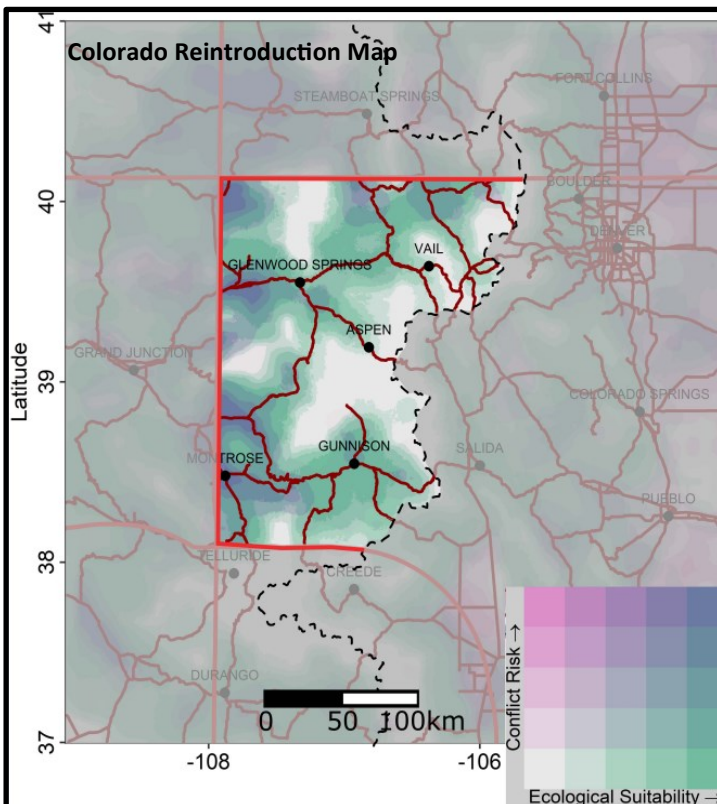 41
Colorado Reintroduction Map
FORT COLLINS
STEAMBOAT SPRINGS
40
BOULDER
DENVER
VAIL
GLENWOOD SPRINGS
ASPEN
GRAND JUNCTION
39
Latitude
COLORADO SPRINGS
GUNNISON
SALIDA
MONTROSE
PUEBLO
38
TELLURIDE
CREEDE
DURANGO
0 50 100km
37
-108 -106
Conflict Risk →
Ecological Suitability →